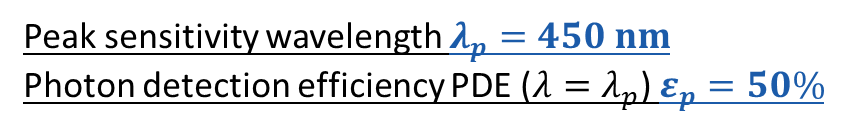 Peak sensitivity wavelength λₚ = 450 nm
Photon detection efficiency PDE (λ = λₚ) εₚ = 50%